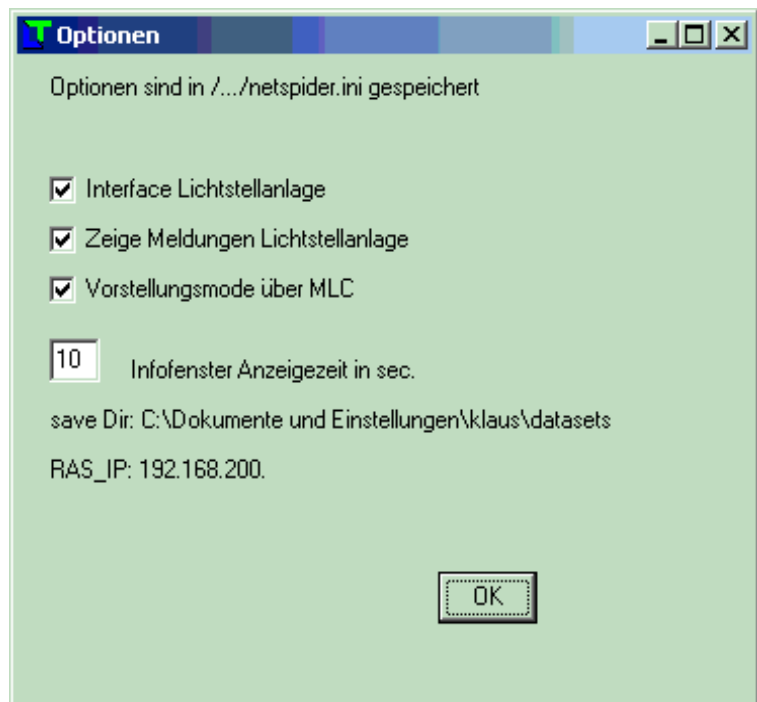 Optionen
Optionen sind in /.../netspider.ini gespeichert
Interface Lichtstellanlage
Zeige Meldungen Lichtstellanlage
Vorstellungsmode über MLC
10 Infofenster Anzeigezeit in sec.
save Dir: C:\Dokumente und Einstellungen\klaus\datasets
RAS_IP: 192.168.200.
OK